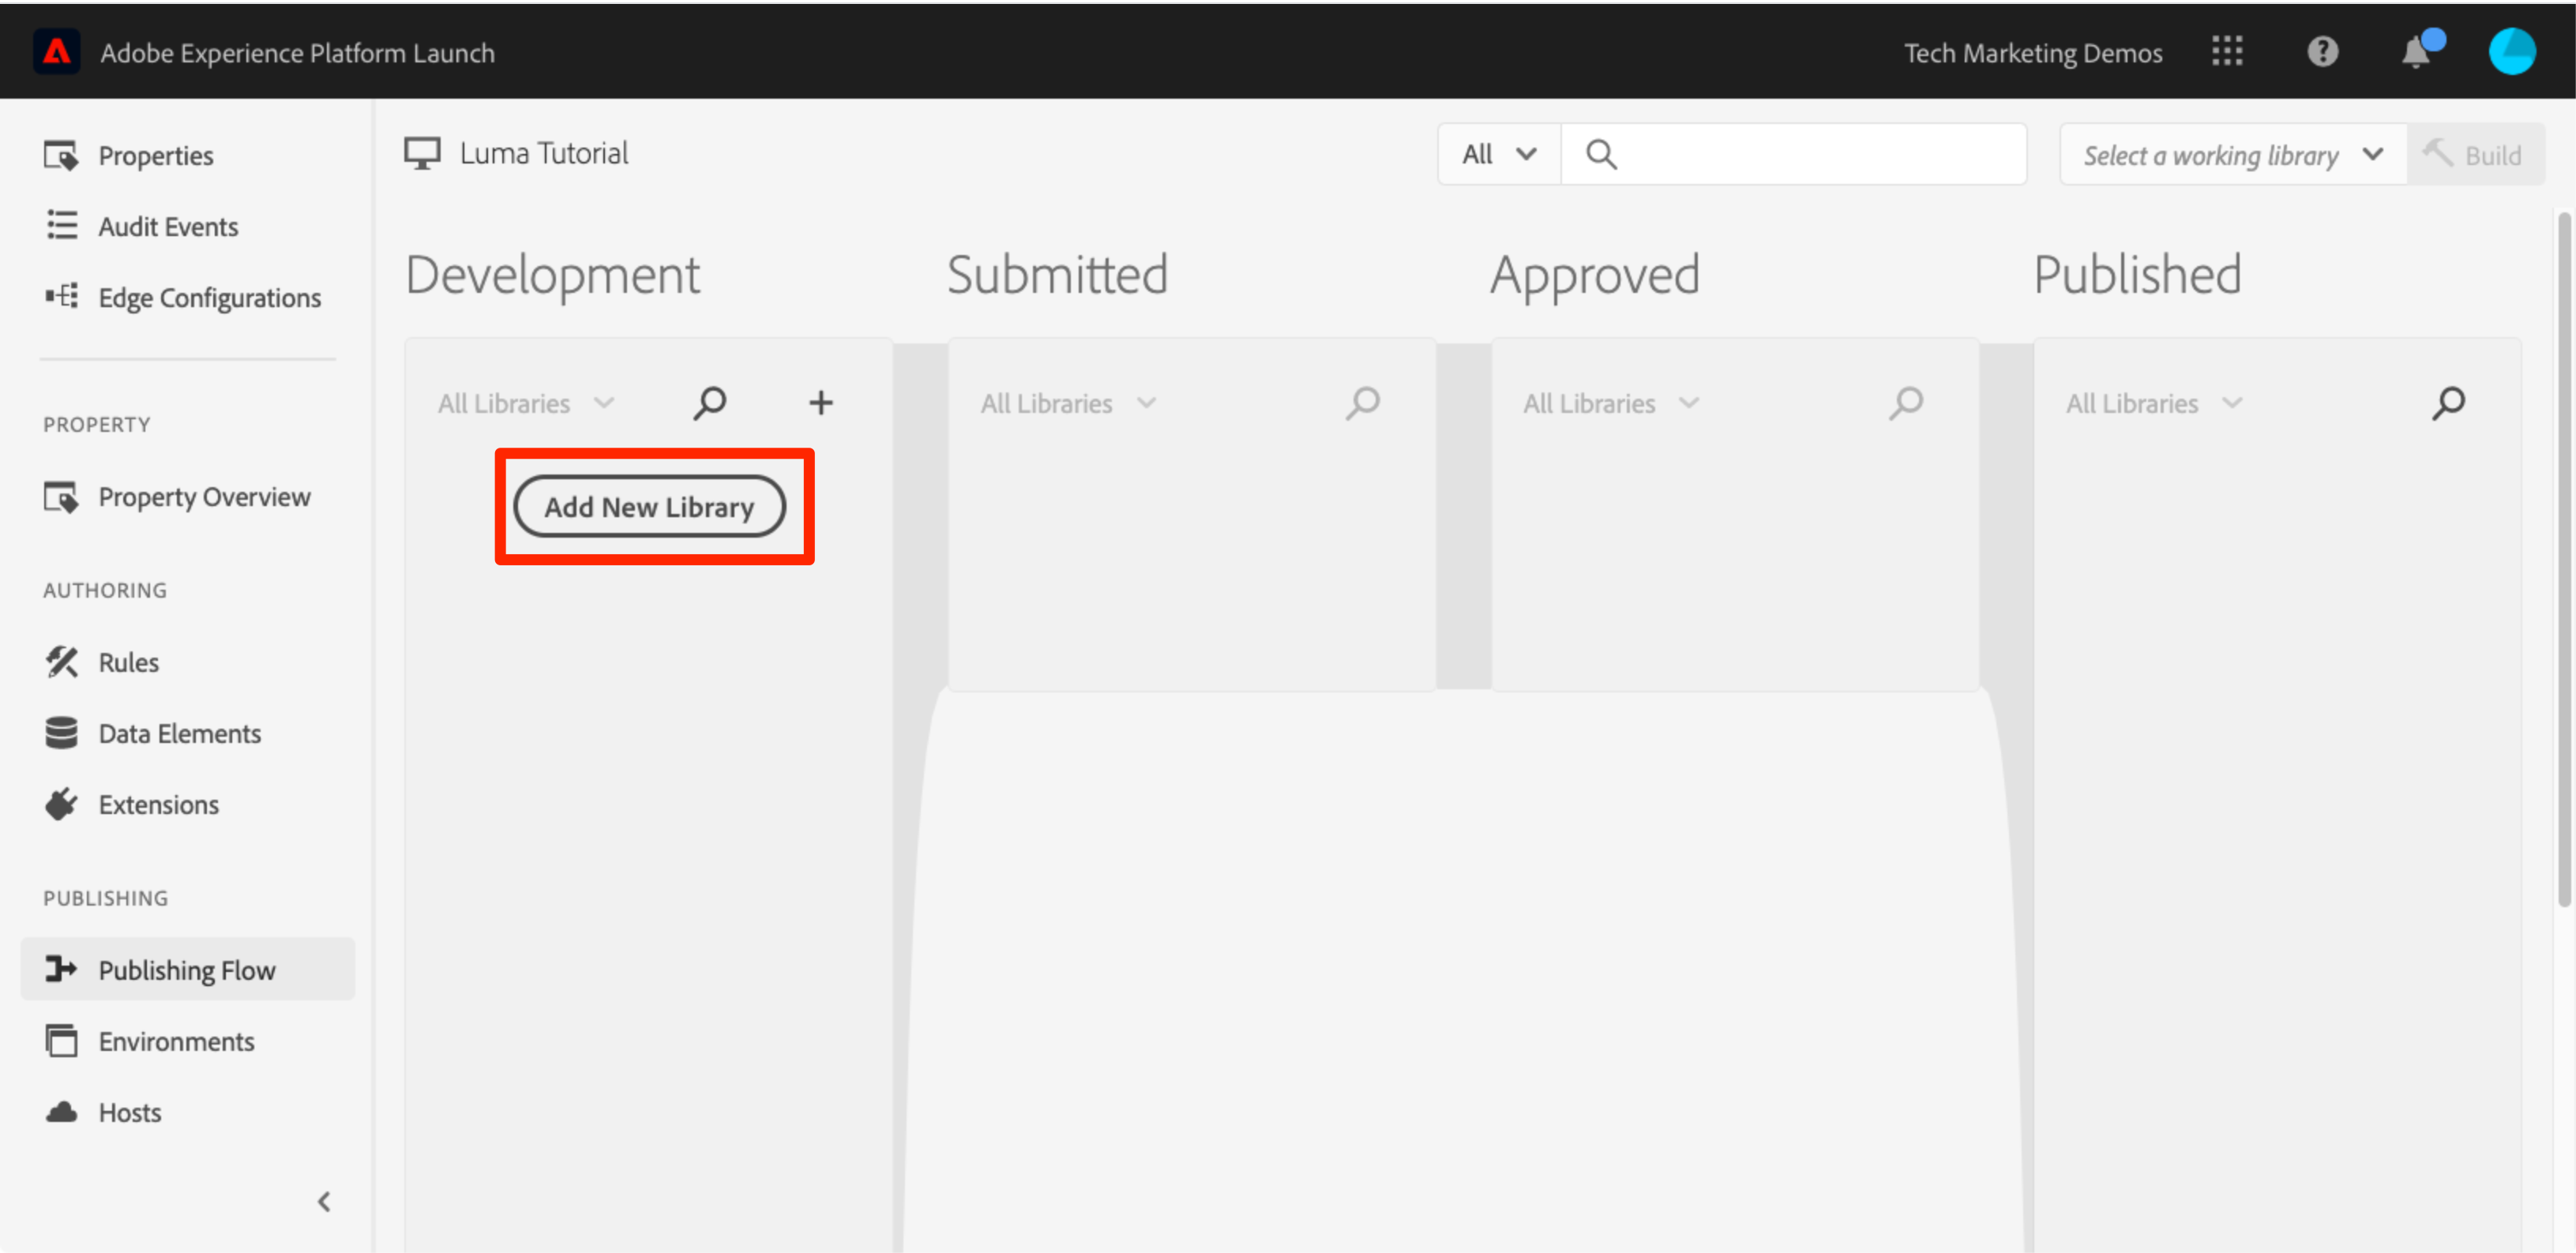 Adobe Experience Platform Launch
Tech Marketing Demos
Properties
Audit Events
Edge Configurations
PROPERTY
Property Overview
AUTHORING
Rules
Data Elements
Extensions
PUBLISHING
Publishing Flow
Environments
Hosts
Luma Tutorial
All
Select a working library
Build
Development
Submitted
Approved
Published
All Libraries
All Libraries
All Libraries
All Libraries
Add New Library